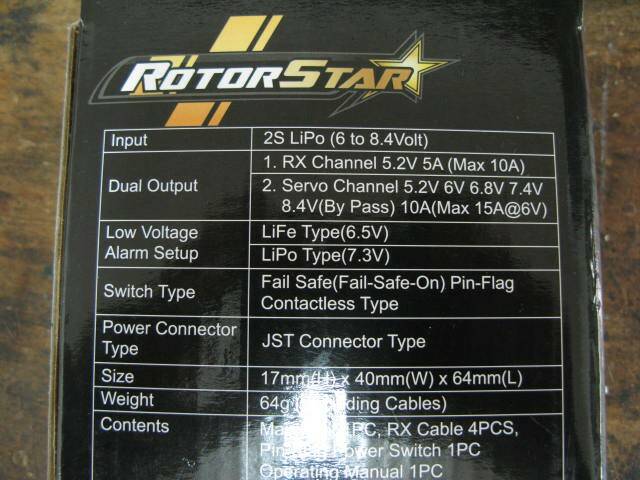 ROTORSTAR
Input 2S LiPo (6 to 8.4Volt)
Dual Output 1. RX Channel 5.2V 5A (Max 10A)
2. Servo Channel 5.2V 6V 6.8V 7.4V
8.4V(By Pass) 10A(Max 15A@6V)
Low Voltage LiFe Type(6.5V)
Alarm Setup LiPo Type(7.3V)
Switch Type Fail Safe(Fail-Safe-On) Pin-Flag
Contactless Type
Power Connector
Type JST Connector Type
Size 17mm(H) x 40mm(W) x 64mm(L)
Weight 64g Cables)
Contents RX Cable 4PCS,
Power Switch 1PC
Operating Manual 1PC